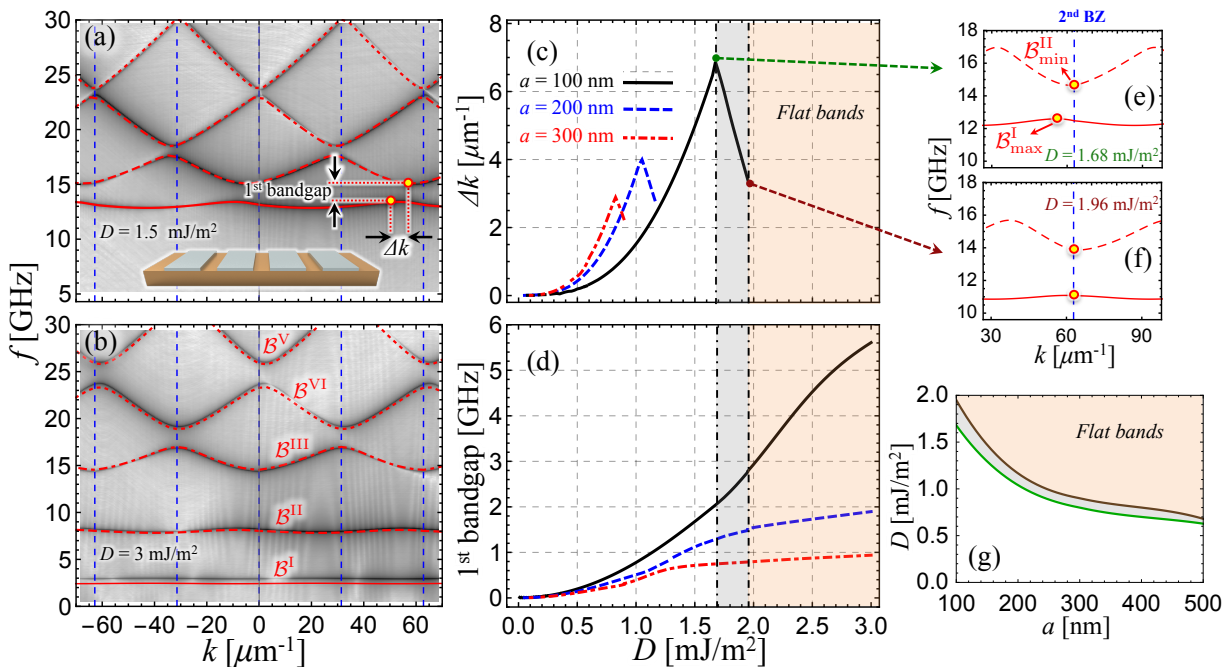 (a)
30
25
20
15
10
5
1ˢᵗ bandgap
D = 1.5 mJ/m²
Δk
f [GHz]
(b)
30
25
20
15
10
5
0
ℬⱽ
ℬⱽᴵ
ℬᴵᴵᴵ
ℬᴵᴵ
D = 3 mJ/m²
ℬᴵ
−60 −40 −20 0 20 40 60
k [μm⁻¹]
(c)
8
6
4
2
0
Δk [μm⁻¹]
a = 100 nm
a = 200 nm
a = 300 nm
Flat bands
(d)
6
5
4
3
2
1
0
1ˢᵗ bandgap [GHz]
0.0 0.5 1.0 1.5 2.0 2.5 3.0
D [mJ/m²]
2ⁿᵈ BZ
18
16
14
12
10
ℬᴵᴵmin
(e)
ℬᴵmax
D = 1.68 mJ/m²
f [GHz]
18
16
14
12
10
D = 1.96 mJ/m²
(f)
30 60 90
k [μm⁻¹]
2.0
1.5
1.0
0.5
0.0
D [mJ/m²]
Flat bands
(g)
100 200 300 400 500
a [nm]